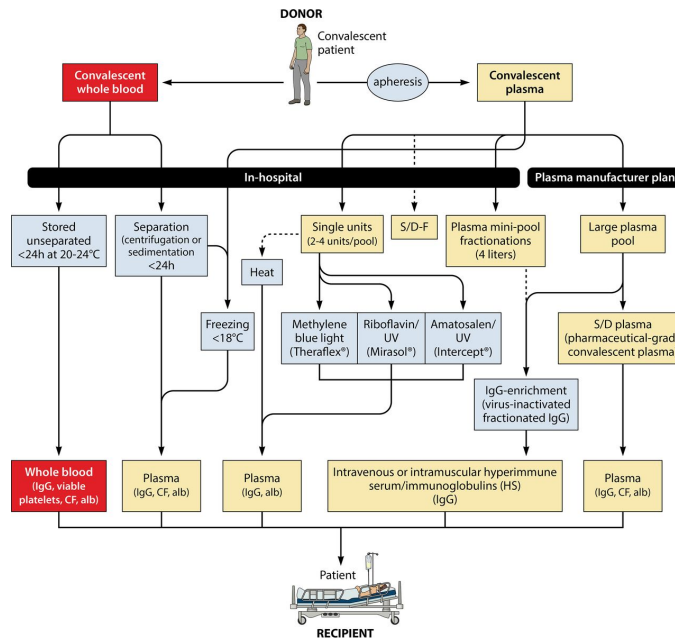 DONOR
Convalescent
patient
Convalescent
whole blood
apheresis
Convalescent
plasma
In-hospital
Plasma manufacturer plan
Stored
unseparated
<24h at 20-24°C
Separation
(centrifugation or
sedimentation
<24h
Heat
Single units
(2-4 units/pool)
S/D-F
Plasma mini-pool
fractionations
(4 liters)
Large plasma
pool
Freezing
<18°C
Methylene
blue light
(Theraflex®)
Riboflavin/
UV
(Mirasol®)
Amatosalen/
UV
(Intercept®)
S/D plasma
(pharmaceutical-grad
convalescent plasma
IgG-enrichment
(virus-inactivated
fractionated IgG)
Whole blood
(IgG, viable
platelets, CF, alb)
Plasma
(IgG, CF, alb)
Plasma
(IgG, alb)
Intravenous or intramuscular hyperimmune
serum/immunoglobulins (HS)
(IgG)
Plasma
(IgG, CF, alb)
Patient
RECIPIENT